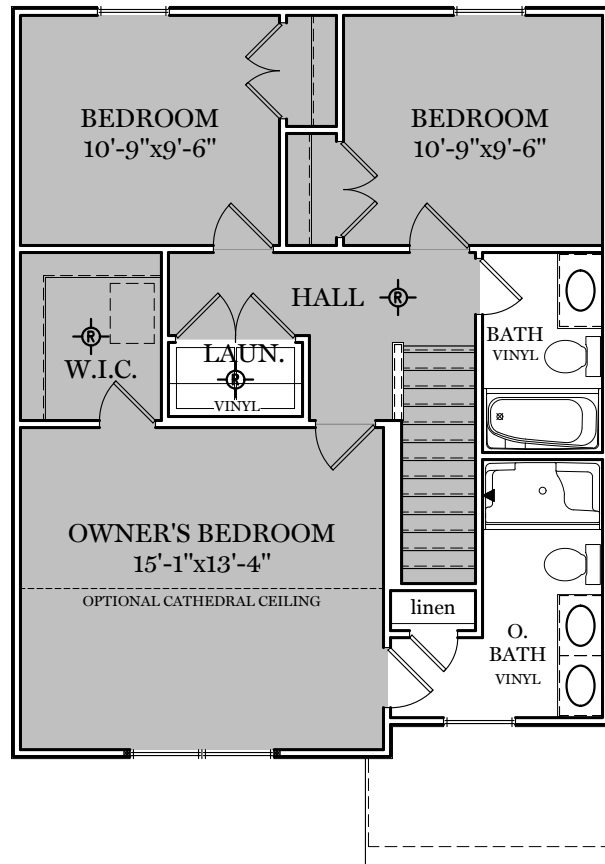 BEDROOM
10'-9"x9'-6"
BEDROOM
10'-9"x9'-6"
HALL
R
R
W.I.C.
LAUN.
R
VINYL
BATH
VINYL
OWNER'S BEDROOM
15'-1"x13'-4"
OPTIONAL CATHEDRAL CEILING
linen
O.
BATH
VINYL